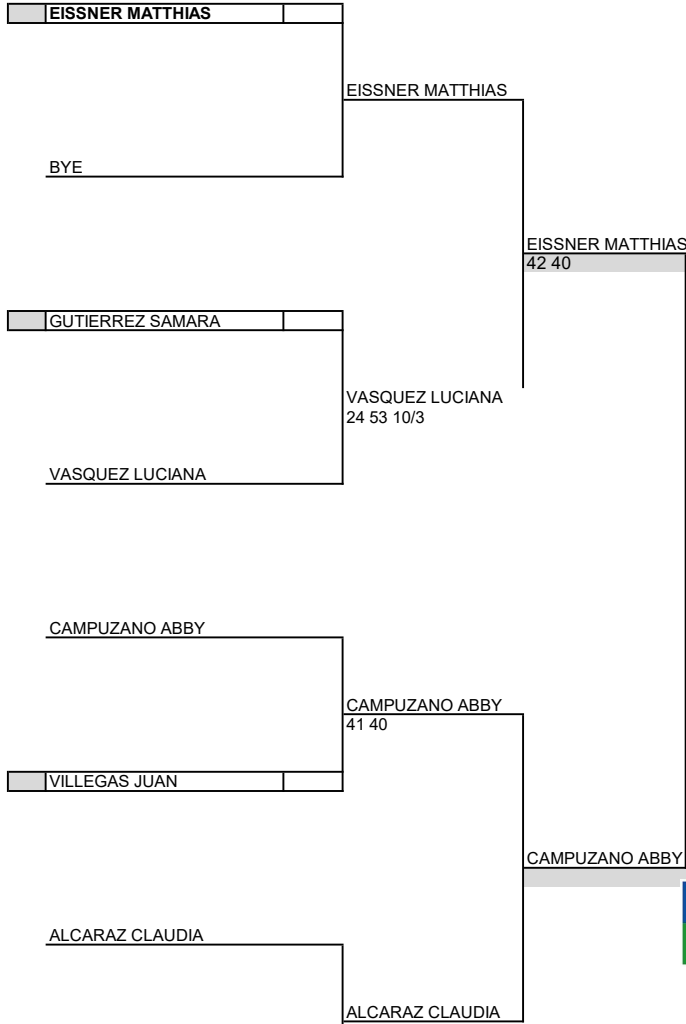 EISSNER MATTHIAS
EISSNER MATTHIAS
BYE
EISSNER MATTHIAS
42 40
GUTIERREZ SAMARA
VASQUEZ LUCIANA
24 53 10/3
VASQUEZ LUCIANA
CAMPUZANO ABBY
CAMPUZANO ABBY
41 40
VILLEGAS JUAN
CAMPUZANO ABBY
ALCARAZ CLAUDIA
ALCARAZ CLAUDIA